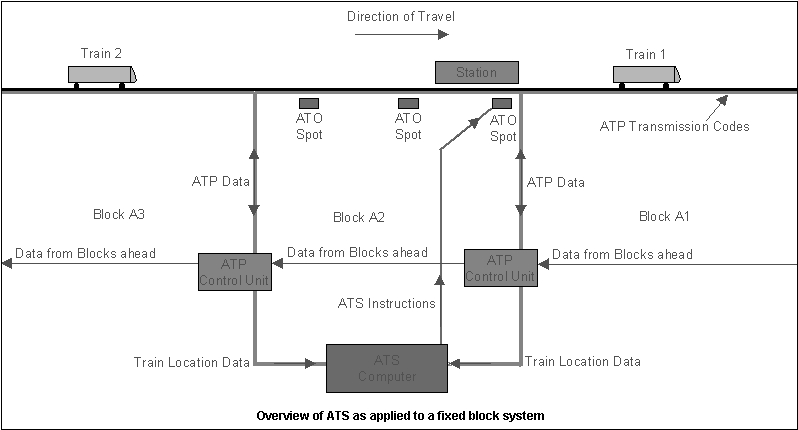 Direction of Travel
Train 2
Train 1
Station
ATO
Spot
ATO
Spot
ATO
Spot
ATP Transmission Codes
ATP Data
ATP Data
Block A3
Block A2
Block A1
Data from Blocks ahead
Data from Blocks ahead
Data from Blocks ahead
ATP
Control Unit
ATP
Control Unit
ATS Instructions
Train Location Data
ATS
Computer
Train Location Data
Overview of ATS as applied to a fixed block system